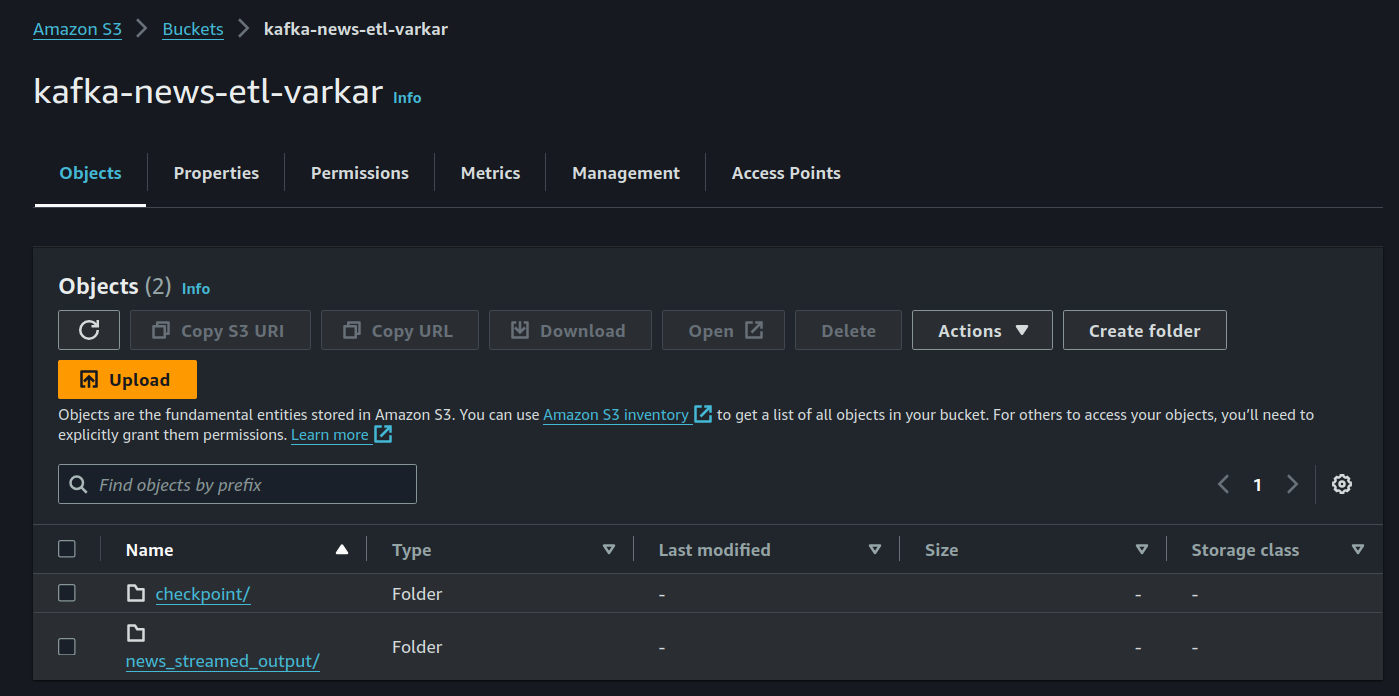 Amazon S3 > Buckets > kafka-news-etl-varkar
kafka-news-etl-varkar Info
Objects Properties Permissions Metrics Management Access Points
Objects (2) Info
Copy S3 URI Copy URL Download Open Delete Actions Create folder
Upload
Objects are the fundamental entities stored in Amazon S3. You can use Amazon S3 inventory to get a list of all objects in your bucket. For others to access your objects, you’ll need to
explicitly grant them permissions. Learn more
Find objects by prefix 1
Name Type Last modified Size Storage class
checkpoint/ Folder - - -
news_streamed_output/ Folder - - -